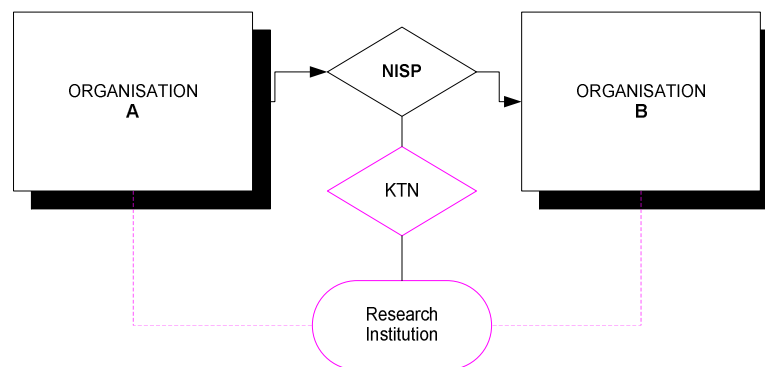 ORGANISATION
A
NISP
ORGANISATION
B
KTN
Research
Institution